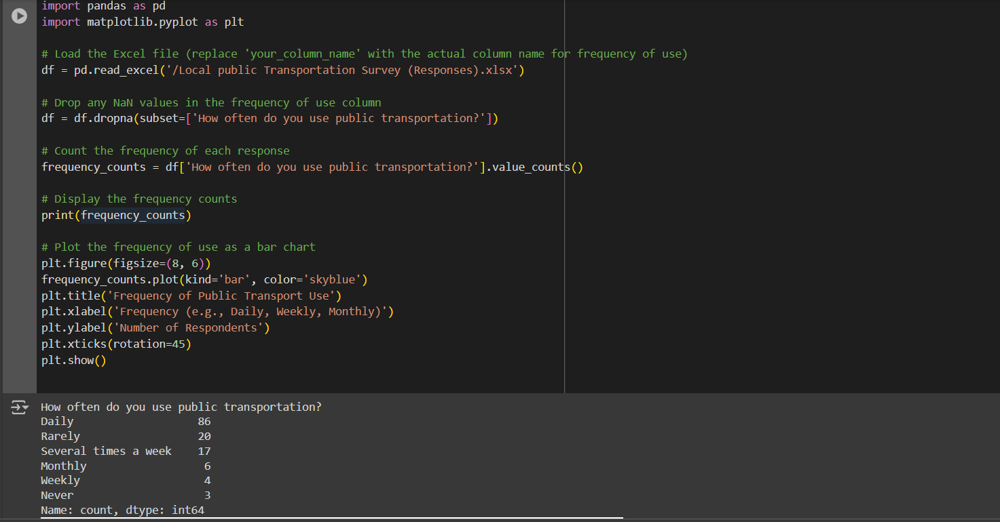 import pandas as pd
import matplotlib.pyplot as plt
# Load the Excel file (replace 'your_column_name' with the actual column name for frequency of use)
df = pd.read_excel('/Local public Transportation Survey (Responses).xlsx')
# Drop any NaN values in the frequency of use column
df = df.dropna(subset=['How often do you use public transportation?'])
# Count the frequency of each response
frequency_counts = df['How often do you use public transportation?'].value_counts()
# Display the frequency counts
print(frequency_counts)
# Plot the frequency of use as a bar chart
plt.figure(figsize=(8, 6))
frequency_counts.plot(kind='bar', color='skyblue')
plt.title('Frequency of Public Transport Use')
plt.xlabel('Frequency (e.g., Daily, Weekly, Monthly)')
plt.ylabel('Number of Respondents')
plt.xticks(rotation=45)
plt.show()
How often do you use public transportation?
Daily 86
Rarely 20
Several times a week 17
Monthly 6
Weekly 4
Never 3
Name: count, dtype: int64